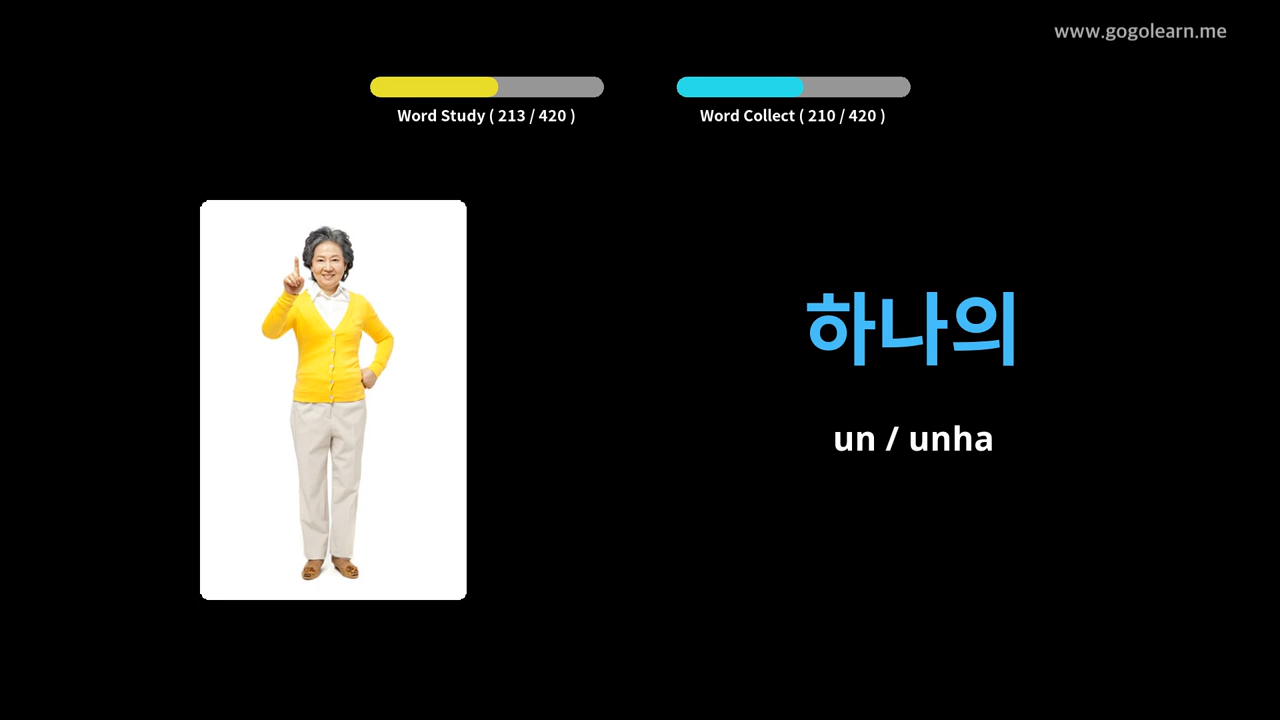 www.gogolearn.me
Word Study ( 213 / 420 )
Word Collect ( 210 / 420 )
하나의
un / unha